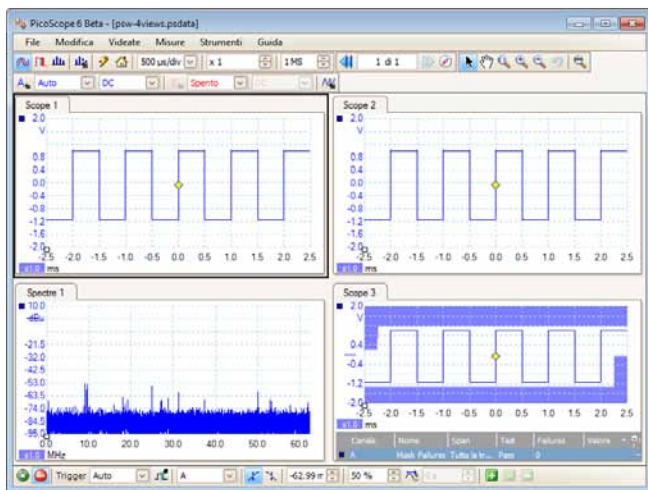 PicoScope 6 Beta - [psw-4views.psdata]
File Modifica Videate Misure Strumenti Guida
500 µs/div x 1 1 MS 1 di 1
A Auto DC Spento DC
Scope 1
2.0
V
0.8
0.4
0.0
-0.4
-0.8
-1.2
-1.6
-2.0
-2.5 -2.0 -1.5 -1.0 -0.5 0.0 0.5 1.0 1.5 2.0 2.5
x1.0 ms
Scope 2
2.0
V
0.8
0.4
0.0
-0.4
-0.8
-1.2
-1.6
-2.0
-2.5 -2.0 -1.5 -1.0 -0.5 0.0 0.5 1.0 1.5 2.0 2.5
x1.0 ms
Spectre 1
10.0
dBu
-21.5
-32.0
-42.5
-53.0
-63.5
-74.0
-84.5
-95.0
0.0 10.0 20.0 30.0 40.0 50.0 60.0
x1.0 MHz
Scope 3
2.0
V
0.4
-0.4
-1.2
-2.0
-2.5 -2.0 -1.5 -1.0 -0.5 0.0 0.5 1.0 1.5 2.0 2.5
x1.0 ms
Canale Nome Span Test Failures Valore
A Mask Failures Tutta la tr... Pass 0
Trigger Auto A -62.99 m 50 %